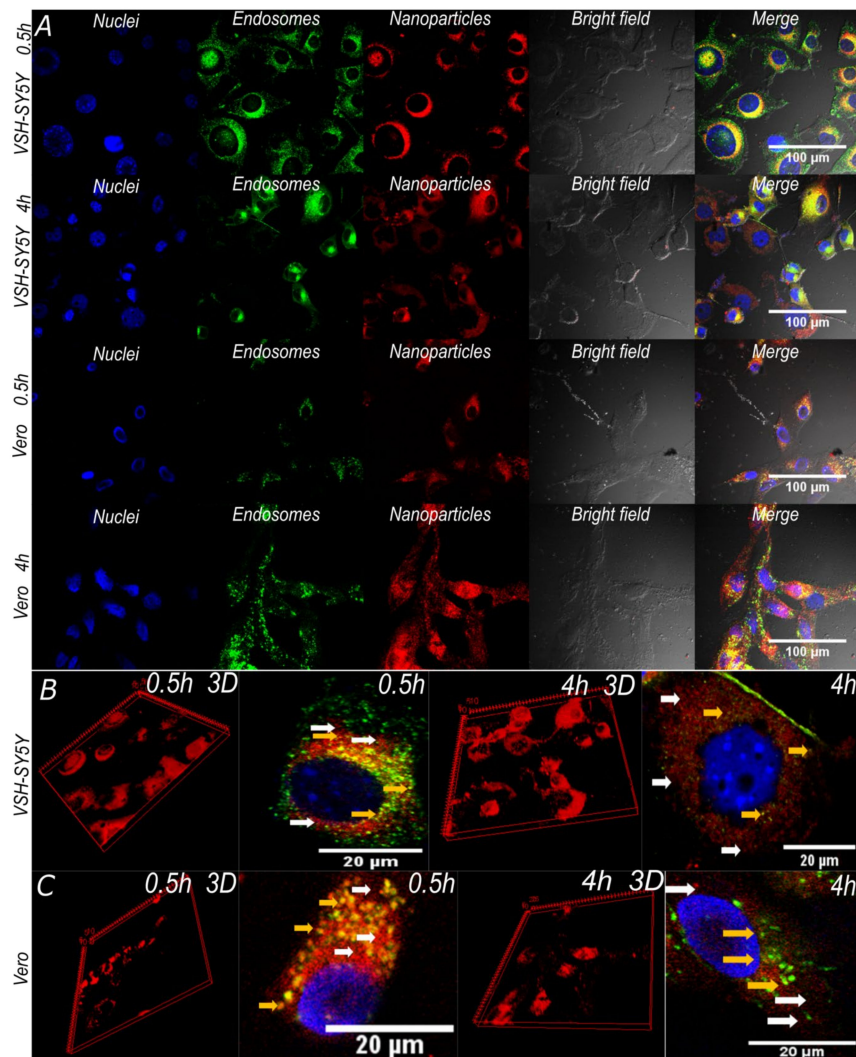 A
VSH-SY5Y 0.5h
Nuclei Endosomes Nanoparticles Bright field Merge
100 µm
VSH-SY5Y 4h
Nuclei Endosomes Nanoparticles Bright field Merge
100 µm
Vero 0.5h
Nuclei Endosomes Nanoparticles Bright field Merge
100 µm
Vero 4h
Nuclei Endosomes Nanoparticles Bright field Merge
100 µm
B
VSH-SY5Y
0.5h 3D 0.5h 4h 3D 4h
20 µm 20 µm
C
Vero
0.5h 3D 0.5h 4h 3D 4h
20 µm 20 µm